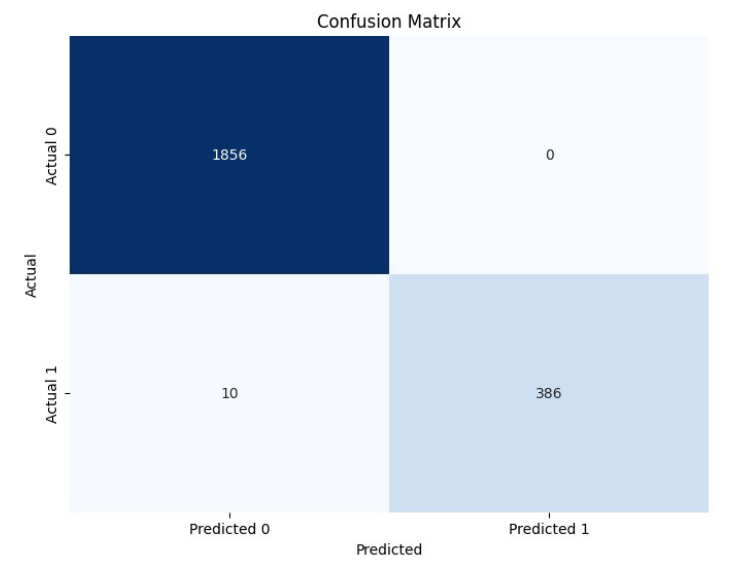 Confusion Matrix
Actual 0
1856
0
Actual
Actual 1
10
386
Predicted 0
Predicted 1
Predicted